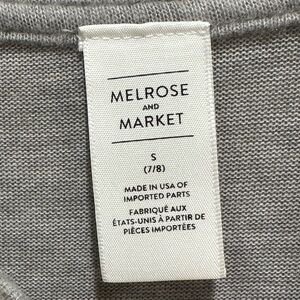 MELROSE
AND
MARKET
S
(7/8)
MADE IN USA OF
IMPORTED PARTS
FABRIQUÉ AUX
ÉTATS-UNIS À PARTIR DE
PIÈCES IMPORTÉES